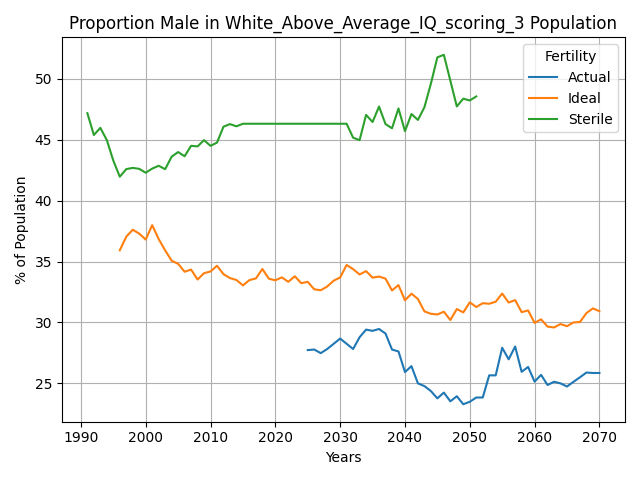 Proportion Male in White_Above_Average_IQ_scoring_3 Population
Fertility
Actual
Ideal
Sterile
% of Population
50
45
40
35
30
25
1990 2000 2010 2020 2030 2040 2050 2060 2070
Years